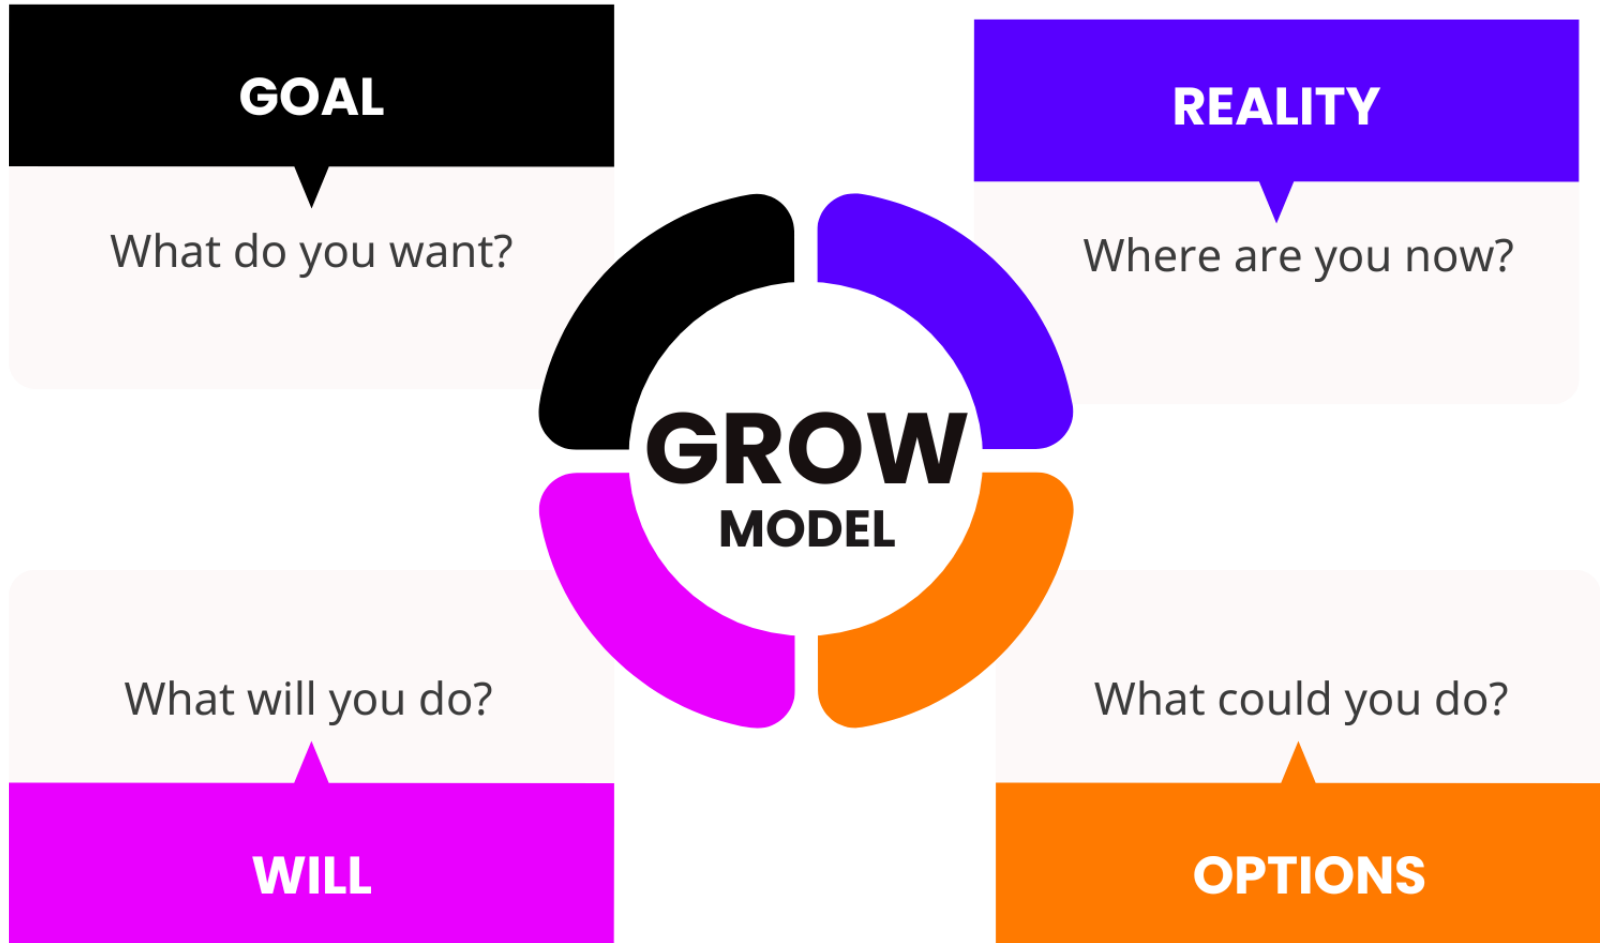 GOAL
What do you want?
REALITY
Where are you now?
GROW
MODEL
What will you do?
WILL
What could you do?
OPTIONS